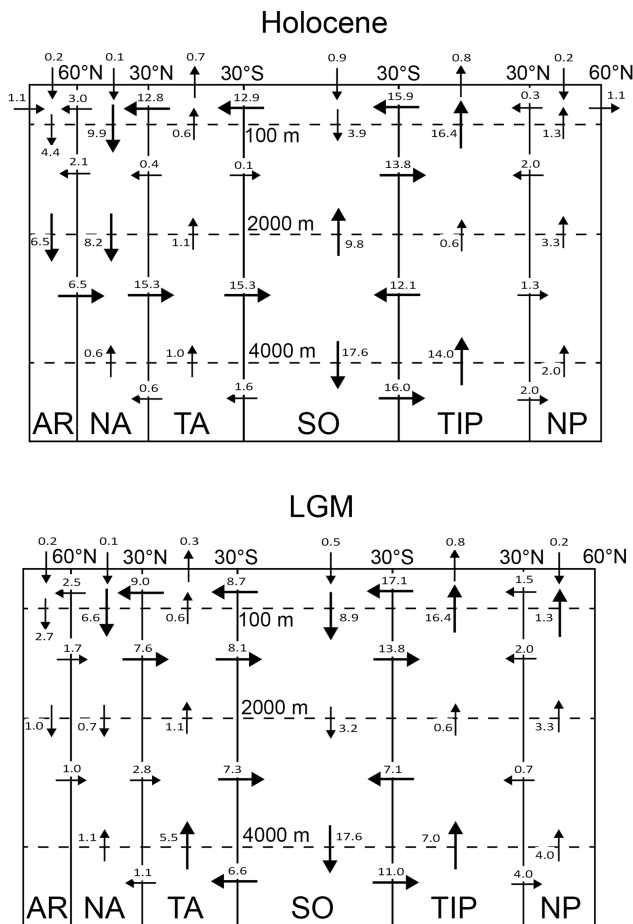 Holocene
0.2 0.1 0.7 0.9 0.8 0.2
60°N 30°N 30°S 30°S 30°N 60°N
1.1 3.0 12.8 12.9 15.9 0.3 1.1
4.4 9.9 0.6 100 m 3.9 16.4 1.3
2.1 0.4 0.1 13.8 2.0
2000 m
6.5 8.2 1.1 9.8 0.6 3.3
6.5 15.3 15.3 12.1 1.3
0.6 1.0 4000 m 17.6 14.0 2.0
0.6 1.6 16.0 2.0
AR NA TA SO TIP NP
LGM
0.2 0.1 0.3 0.5 0.8 0.2
60°N 30°N 30°S 30°S 30°N 60°N
2.5 9.0 8.7 17.1 1.5
2.7 6.6 0.6 100 m 8.9 16.4 1.3
1.7 7.6 8.1 13.8 2.0
2000 m
1.0 0.7 1.1 3.2 0.6 3.3
1.0 2.8 7.3 7.1 0.7
1.1 5.5 4000 m 17.6 7.0 4.0
1.1 6.6 11.0 4.0
AR NA TA SO TIP NP